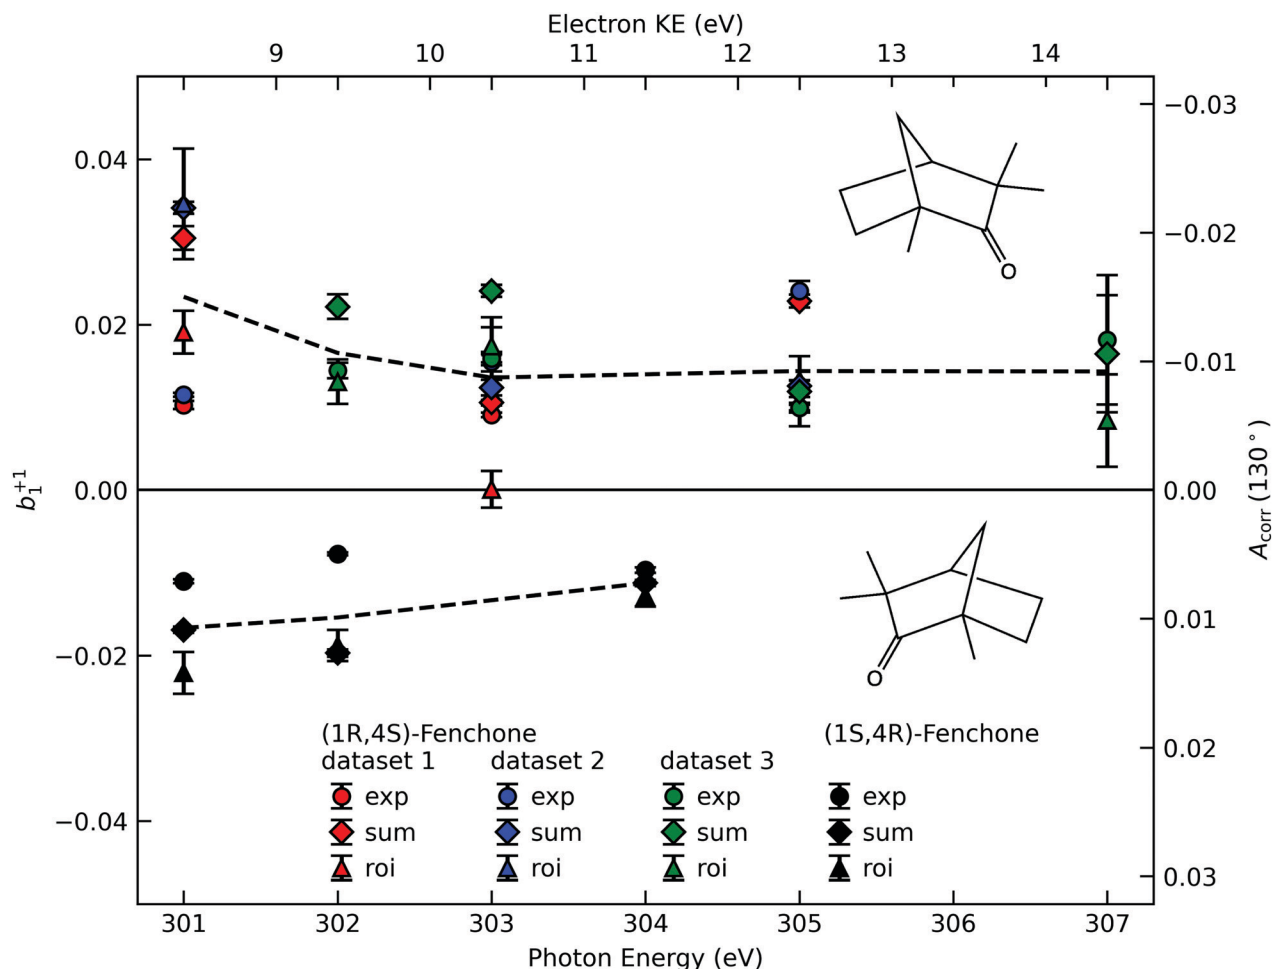 Electron KE (eV)
9 10 11 12 13 14
0.04
0.02
0.00
−0.02
−0.04
b₁⁺¹
−0.03
−0.02
−0.01
0.00
0.01
0.02
0.03
A_corr (130°)
O
O
(1R,4S)-Fenchone (1S,4R)-Fenchone
dataset 1 dataset 2 dataset 3
exp exp exp exp
sum sum sum sum
roi roi roi roi
301 302 303 304 305 306 307
Photon Energy (eV)